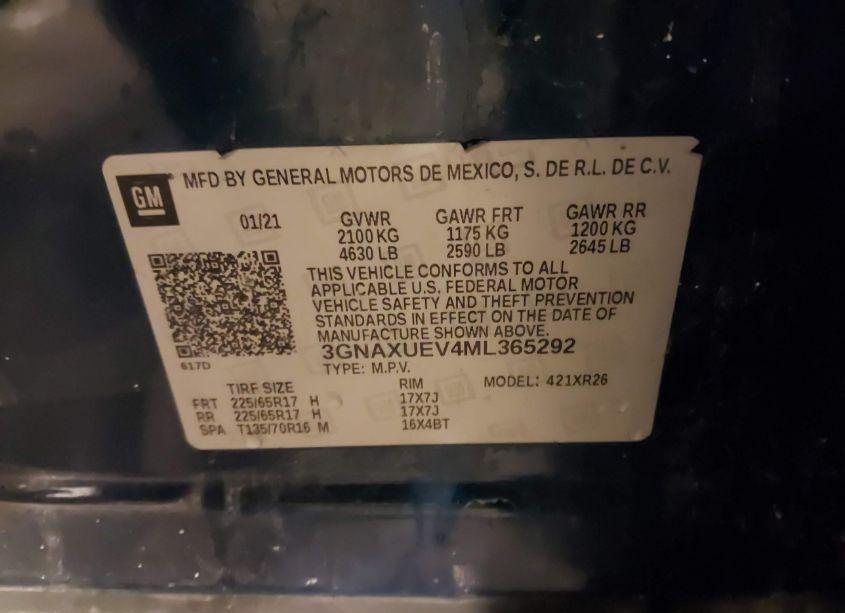 GM MFD BY GENERAL MOTORS DE MEXICO, S. DE R.L. DE C.V.
01/21 GVWR GAWR FRT GAWR RR
2100 KG 1175 KG 1200 KG
4630 LB 2590 LB 2645 LB
THIS VEHICLE CONFORMS TO ALL
APPLICABLE U.S. FEDERAL MOTOR
VEHICLE SAFETY AND THEFT PREVENTION
STANDARDS IN EFFECT ON THE DATE OF
MANUFACTURE SHOWN ABOVE.
3GNAXUEV4ML365292
617D TYPE: M.P.V. MODEL: 421XR26
TIRE SIZE RIM
FRT 225/65R17 H 17X7J
RR 225/65R17 H 17X7J
SPA T135/70R16 M 16X4BT